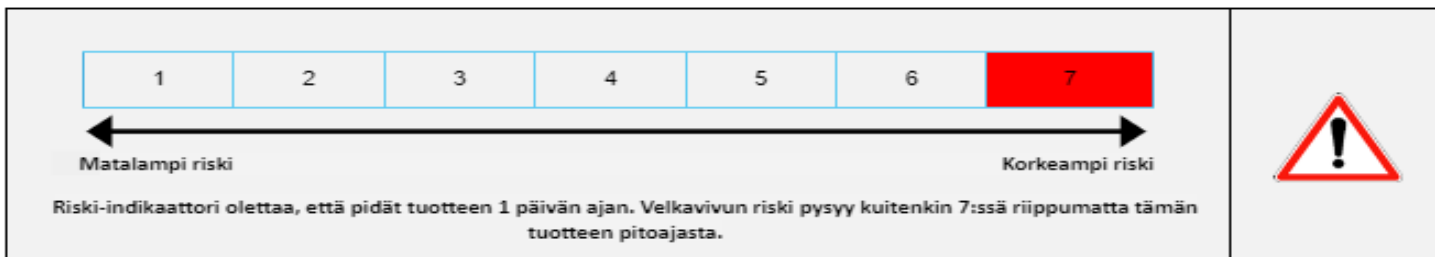 1 2 3 4 5 6 7
Matalampi riski Korkeampi riski
Riski-indikaattori olettaa, että pidät tuotteen 1 päivän ajan. Velkavivun riski pysyy kuitenkin 7:ssä riippumatta tämän
tuotteen pitoajasta.